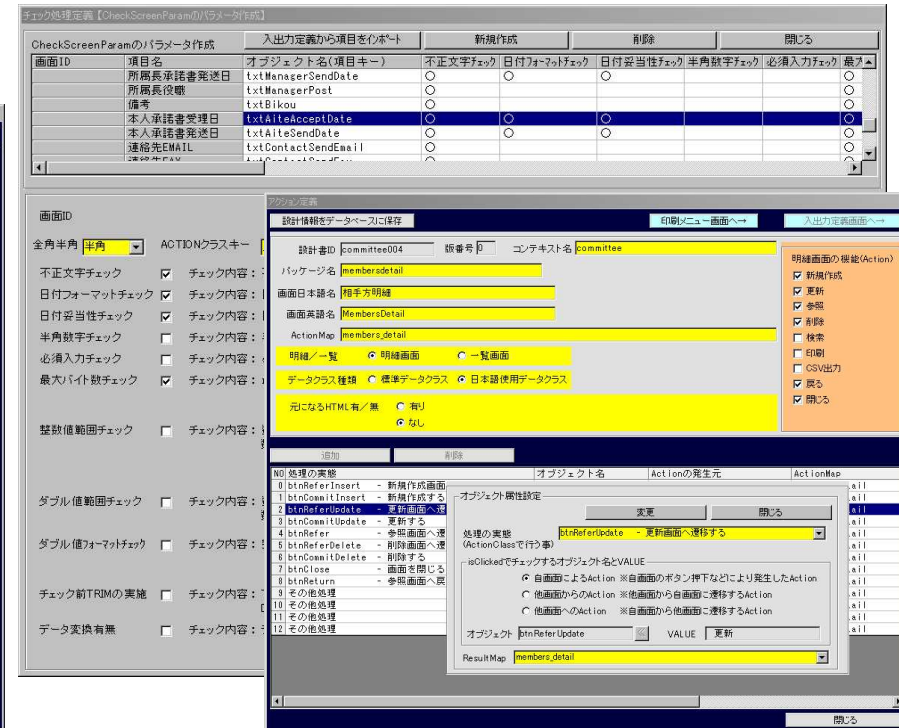 チェック処理定義【CheckScreenParamのパラメータ作成】
CheckScreenParamのパラメータ作成 入出力定義から項目をインポート 新規作成 削除 閉じる
画面ID 項目名 オブジェクト名(項目キー) 不正文字チェック 日付フォーマットチェック 日付妥当性チェック 半角数字チェック 必須入力チェック 最大
所属長承諾書発送日 txtManagerSendDate ○ ○ ○ ○
所属長役職 txtManagerPost ○ ○
備考 txtBikou ○ ○
本人承諾書受理日 txtAiteAcceptDate ○ ○ ○ ○
本人承諾書発送日 txtAiteSendDate ○ ○ ○ ○
連絡先EMAIL txtContactSendEmail ○ ○
連絡先FAX txtContactSendFax ○
画面ID
全角半角 半角 ACTIONクラスキー
不正文字チェック チェック内容:
日付フォーマットチェック チェック内容:
日付妥当性チェック チェック内容:
半角数字チェック チェック内容:
必須入力チェック チェック内容:
最大バイト数チェック チェック内容:
整数値範囲チェック チェック内容:
ダブル値範囲チェック チェック内容:
ダブル値フォーマットチェック チェック内容:
チェック前TRIMの実施 チェック内容:
データ変換有無 チェック内容:
アクション定義
設計情報をデータベースに保存 印刷メニュー画面へ→ 入出力定義画面へ→
設計書ID committee004 版番号 0 コンテキスト名 committee
パッケージ名 membersdetail
画面日本語名 相手方明細
画面英語名 MembersDetail
ActionMap members_detail
明細/一覧 明細画面 一覧画面
データクラス種類 標準データクラス 日本語使用データクラス
元になるHTML有/無 有り
なし
明細画面の機能(Action)
新規作成
更新
参照
削除
検索
印刷
CSV出力
戻る
閉じる
追加 削除
NO 処理の実態 オブジェクト名 Actionの発生元 ActionMap
0 btnReferInsert - 新規作成画面 ail
1 btnCommitInsert - 新規作成する ail
2 btnReferUpdate - 更新画面へ遷 ail
3 btnCommitUpdate - 更新する ail
4 btnRefer - 参照画面へ遷 ail
5 btnReferDelete - 削除画面へ遷 ail
6 btnCommitDelete - 削除する ail
7 btnClose - 画面を閉じる ail
8 btnReturn - 参照画面へ戻 ail
9 その他処理 ail
10 その他処理 ail
11 その他処理 ail
12 その他処理 ail
オブジェクト属性設定
変更 閉じる
処理の実態 btnReferUpdate - 更新画面へ遷移する
(ActionClassで行う事)
isClickedでチェックするオブジェクト名とVALUE
自画面によるAction ※自画面のボタン押下などにより発生したAction
他画面からのAction ※他画面から自画面に遷移するAction
他画面へのAction ※自画面から他画面に遷移するAction
オブジェクト btnReferUpdate VALUE 更新
ResultMap members_detail
閉じる